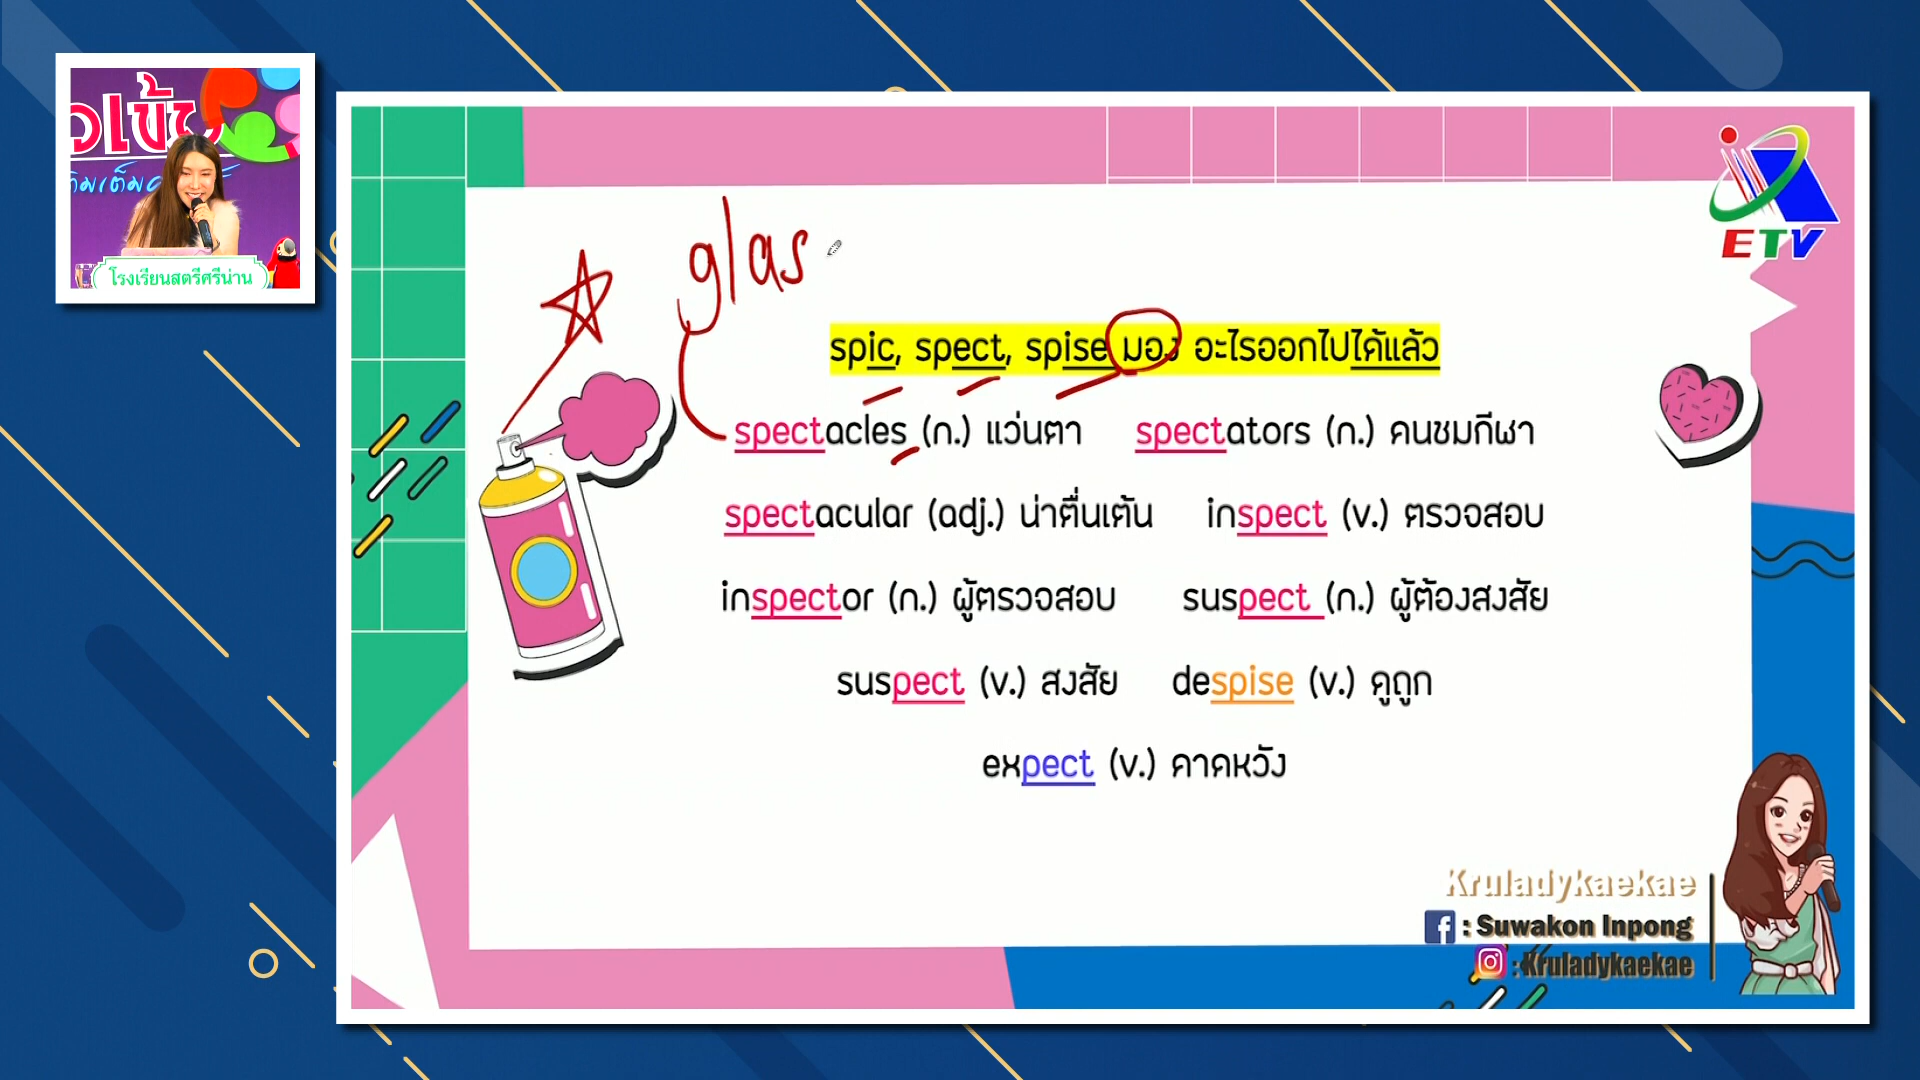 โรงเรียนสตรีศรีน่าน
ETV
glas
spic, spect, spise มอง อะไรออกไปได้แล้ว
spectacles (n.) แว่นตา spectators (n.) คนชมกีฬา
spectacular (adj.) น่าตื่นเต้น inspect (v.) ตรวจสอบ
inspector (n.) ผู้ตรวจสอบ suspect (n.) ผู้ต้องสงสัย
suspect (v.) สงสัย despise (v.) ดูถูก
expect (v.) คาดหวัง
Kruladykaekae
: Suwakon Inpong
: Kruladykaekae